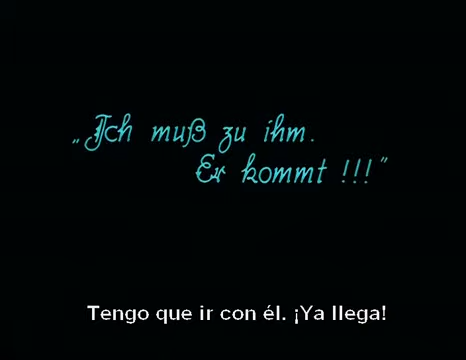 „Ich muß zu ihm.
Er kommt !!!”
Tengo que ir con él. ¡Ya llega!